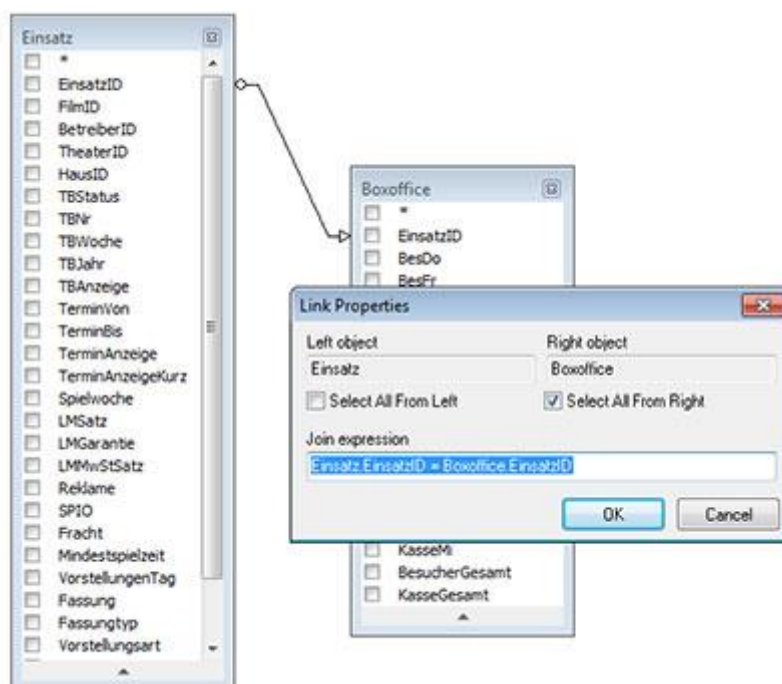 Einsatz
*
EinsatzID
FilmID
BetreiberID
TheaterID
HausID
TBStatus
TBNr
TBWoche
TBJahr
TBAnzeige
TerminVon
TerminBis
TerminAnzeige
TerminAnzeigeKurz
Spielwoche
LMSatz
LMGarantie
LMMwStSatz
Reklame
SPIO
Fracht
Mindestspielzeit
VorstellungenTag
Fassung
Fassungtyp
Vorstellungsart
Boxoffice
*
EinsatzID
BesDo
BesFr
Link Properties
Left object Right object
Einsatz Boxoffice
Select All From Left Select All From Right
Join expression
Einsatz.EinsatzID = Boxoffice.EinsatzID
OK Cancel
KasseMi
BesucherGesamt
KasseGesamt